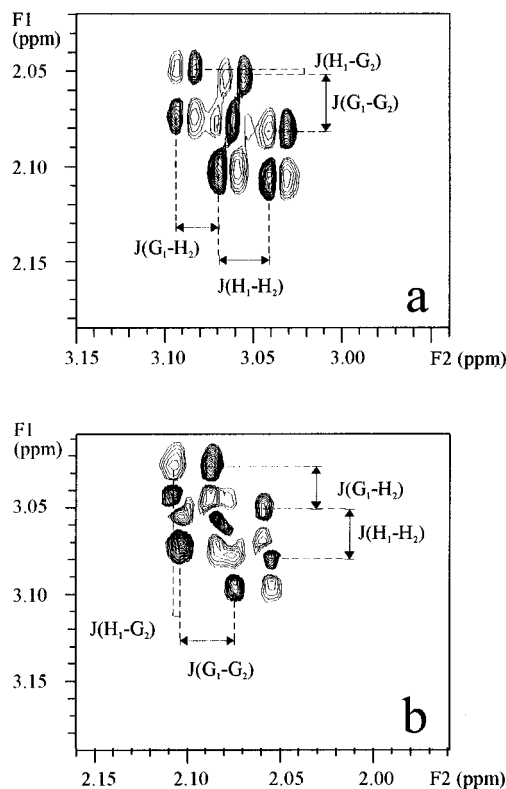 F1
(ppm)
2.05
2.10
2.15
J(H₁-G₂)
J(G₁-G₂)
J(G₁-H₂)
J(H₁-H₂)
a
3.15 3.10 3.05 3.00 F2 (ppm)
F1
(ppm)
3.05
3.10
3.15
J(G₁-H₂)
J(H₁-H₂)
J(H₁-G₂)
J(G₁-G₂)
b
2.15 2.10 2.05 2.00 F2 (ppm)